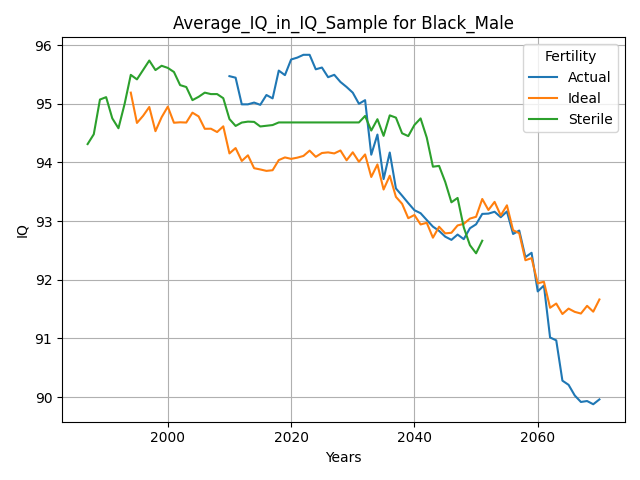 Average_IQ_in_IQ_Sample for Black_Male
Fertility
Actual
Ideal
Sterile
IQ
96
95
94
93
92
91
90
2000
2020
2040
2060
Years